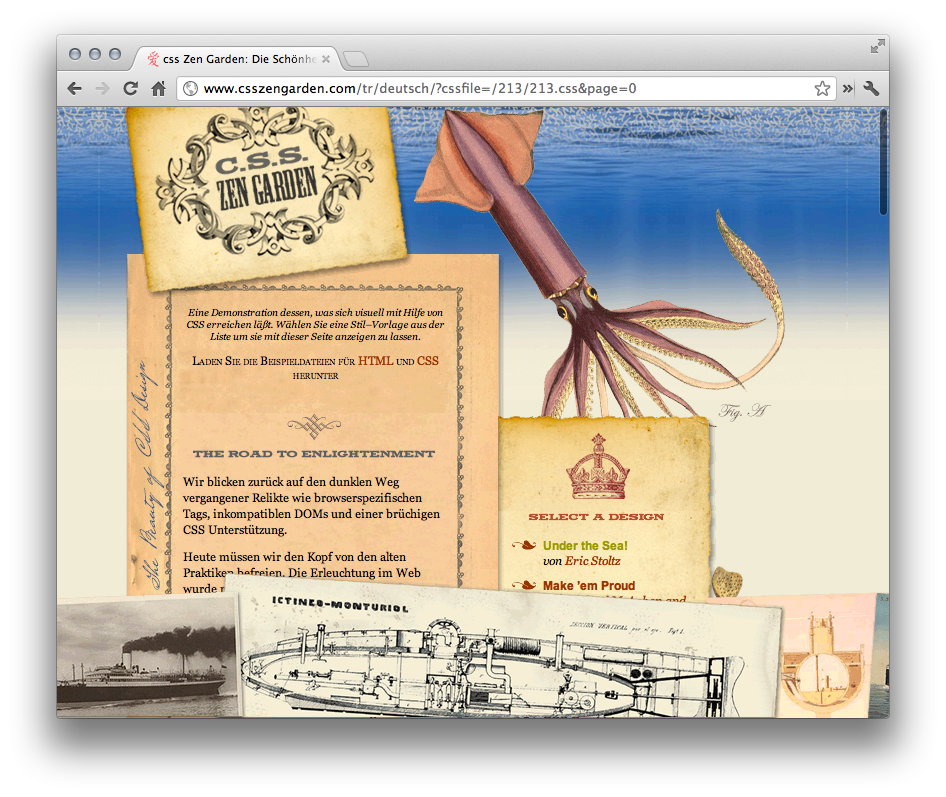 css Zen Garden: Die Schönhe
www.csszengarden.com/tr/deutsch/?cssfile=/213/213.css&page=0
C.S.S.
ZEN GARDEN
Eine Demonstration dessen, was sich visuell mit Hilfe von
CSS erreichen läßt. Wählen Sie eine Stil–Vorlage aus der
Liste um sie mit dieser Seite anzeigen zu lassen.
Laden Sie die Beispieldateien für HTML und CSS
herunter
The Beauty of CSS Design
THE ROAD TO ENLIGHTENMENT
Wir blicken zurück auf den dunklen Weg
vergangener Relikte wie browserspezifischen
Tags, inkompatiblen DOMs und einer brüchigen
CSS Unterstützung.
Heute müssen wir den Kopf von den alten
Praktiken befreien. Die Erleuchtung im Web
wurde
Fig. A
SELECT A DESIGN
Under the Sea!
von Eric Stoltz
Make 'em Proud
ICTINEO-MONTURIOL
SECCION VERTICAL por el eje. Fig. 1.